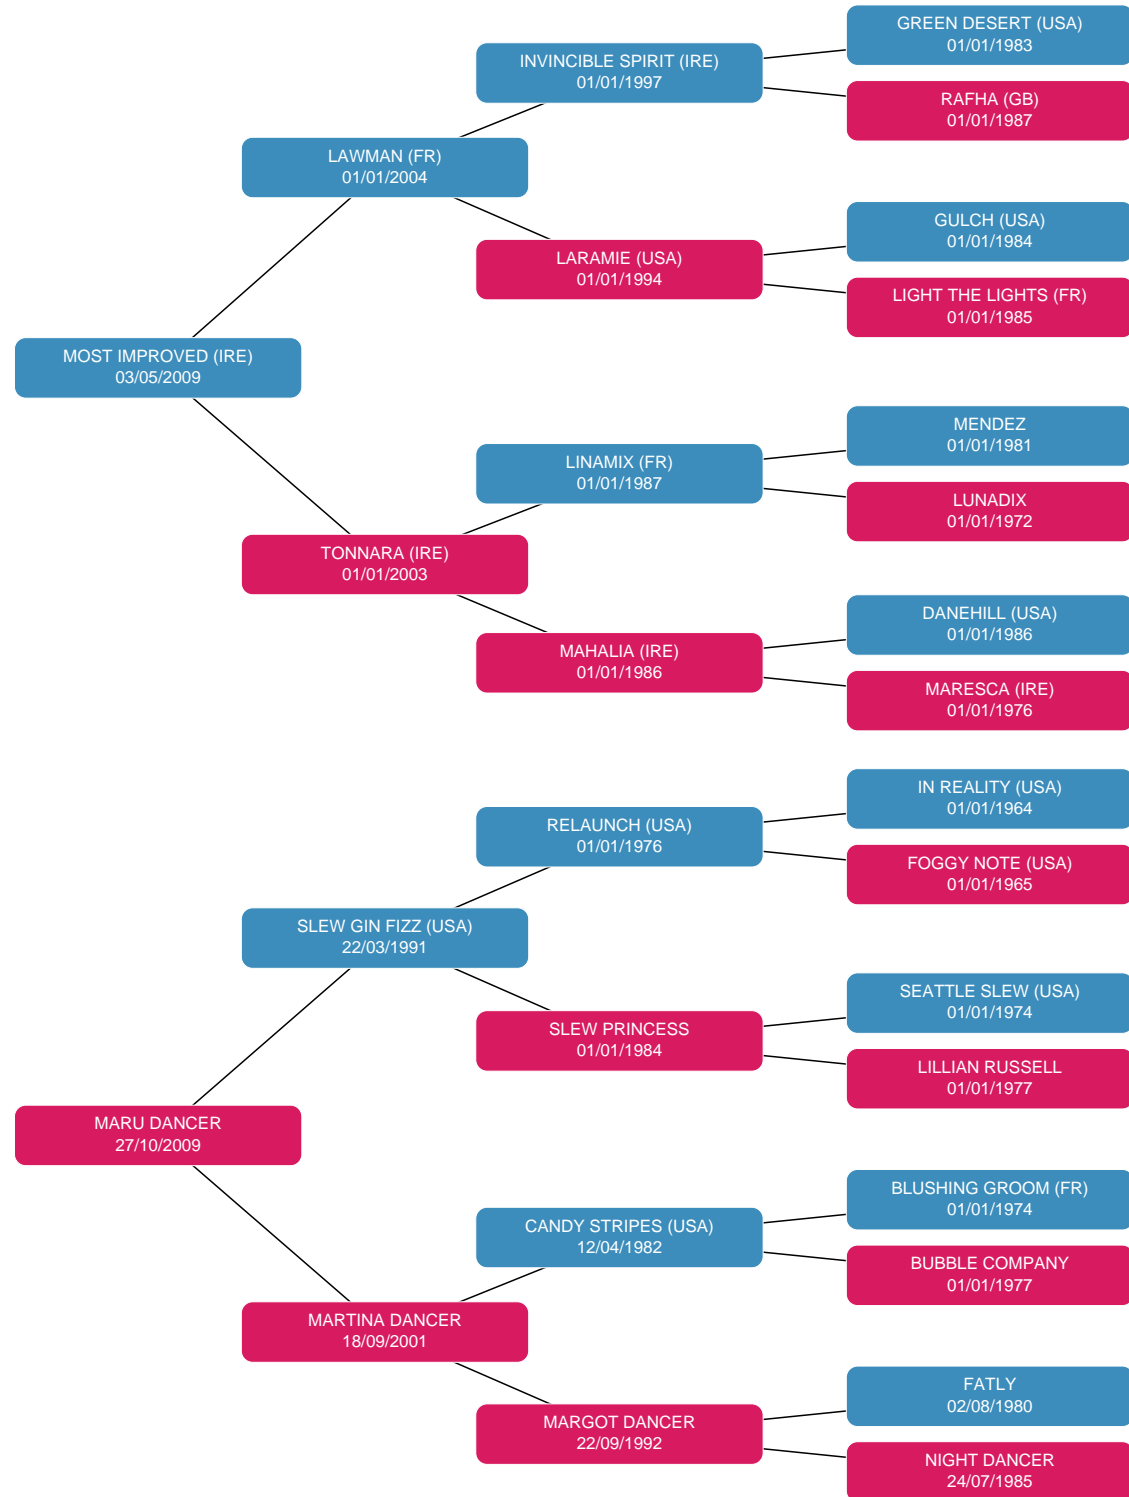 GREEN DESERT (USA)
01/01/1983
INVINCIBLE SPIRIT (IRE)
01/01/1997
RAFHA (GB)
01/01/1987
LAWMAN (FR)
01/01/2004
GULCH (USA)
01/01/1984
LARAMIE (USA)
01/01/1994
LIGHT THE LIGHTS (FR)
01/01/1985
MOST IMPROVED (IRE)
03/05/2009
MENDEZ
01/01/1981
LINAMIX (FR)
01/01/1987
LUNADIX
01/01/1972
TONNARA (IRE)
01/01/2003
DANEHILL (USA)
01/01/1986
MAHALIA (IRE)
01/01/1986
MARESCA (IRE)
01/01/1976
IN REALITY (USA)
01/01/1964
RELAUNCH (USA)
01/01/1976
FOGGY NOTE (USA)
01/01/1965
SLEW GIN FIZZ (USA)
22/03/1991
SEATTLE SLEW (USA)
01/01/1974
SLEW PRINCESS
01/01/1984
LILLIAN RUSSELL
01/01/1977
MARU DANCER
27/10/2009
BLUSHING GROOM (FR)
01/01/1974
CANDY STRIPES (USA)
12/04/1982
BUBBLE COMPANY
01/01/1977
MARTINA DANCER
18/09/2001
FATLY
02/08/1980
MARGOT DANCER
22/09/1992
NIGHT DANCER
24/07/1985